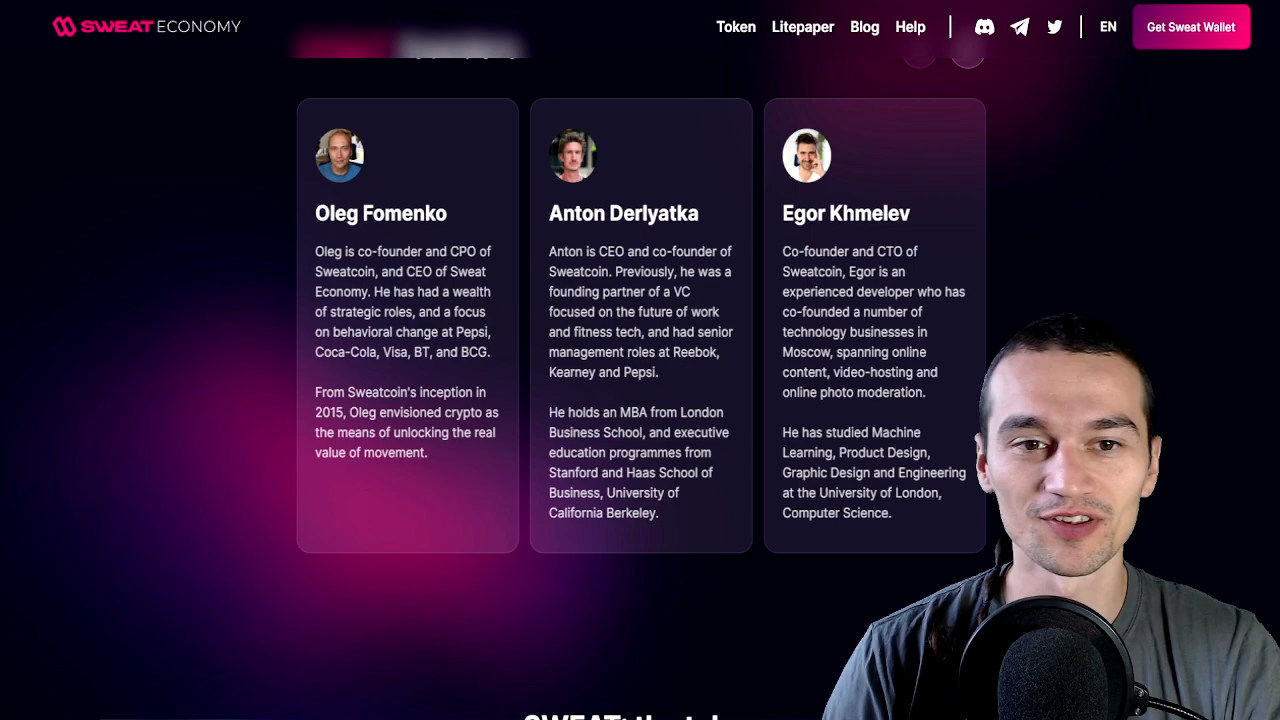 SWEATECONOMY
Token
Litepaper
Blog
Help
EN
Get Sweat Wallet
Oleg Fomenko
Oleg is co-founder and CPO of
Sweatcoin, and CEO of Sweat
Economy. He has had a wealth
of strategic roles, and a focus
on behavioral change at Pepsi,
Coca-Cola, Visa, BT, and BCG.
From Sweatcoin's inception in
2015, Oleg envisioned crypto as
the means of unlocking the real
value of movement.
Anton Derlyatka
Anton is CEO and co-founder of
Sweatcoin. Previously, he was a
founding partner of a VC
focused on the future of work
and fitness tech, and had senior
management roles at Reebok,
Kearney and Pepsi.
He holds an MBA from London
Business School, and executive
education programmes from
Stanford and Haas School of
Business, University of
California Berkeley.
Egor Khmelev
Co-founder and CTO of
Sweatcoin, Egor is an
experienced developer who has
co-founded a number of
technology businesses in
Moscow, spanning online
content, video-hosting and
online photo moderation.
He has studied Machine
Learning, Product Design,
Graphic Design and Engineering
at the University of London,
Computer Science.